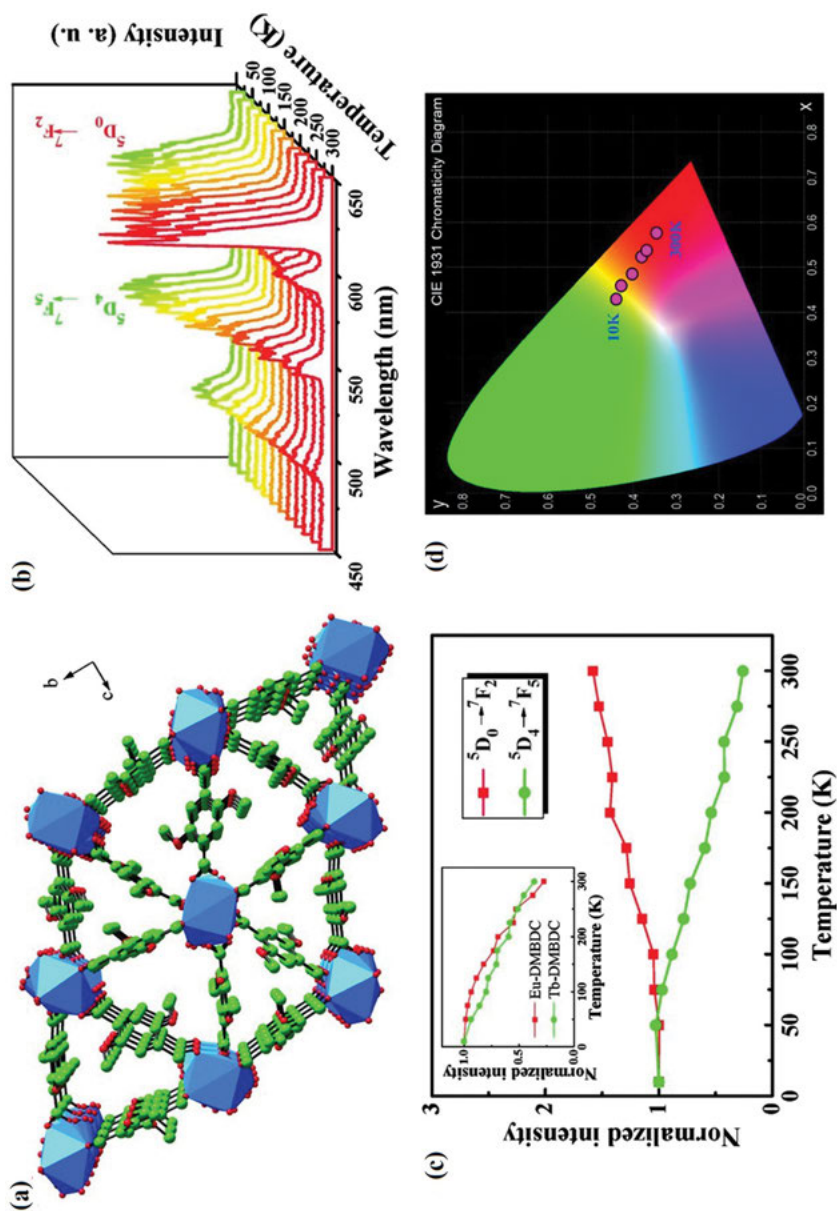 (a)
b
c
(b)
Intensity (a. u.)
⁵D₀ → ⁷F₂
⁵D₄ → ⁷F₅
Temperature (K)
50
100
150
200
250
300
450
500
550
600
650
Wavelength (nm)
(c)
Normalized intensity
3
2
1
0
⁵D₀ → ⁷F₂
⁵D₄ → ⁷F₅
Normalized intensity
1.0
0.5
0.0
Eu-DMBDC
Tb-DMBDC
0
100
200
300
Temperature (K)
0
50
100
150
200
250
300
Temperature (K)
(d)
CIE 1931 Chromaticity Diagram
y
0.8
0.7
0.6
0.5
0.4
0.3
0.2
0.1
0.0
10K
300K
0.0
0.1
0.2
0.3
0.4
0.5
0.6
0.7
0.8
x